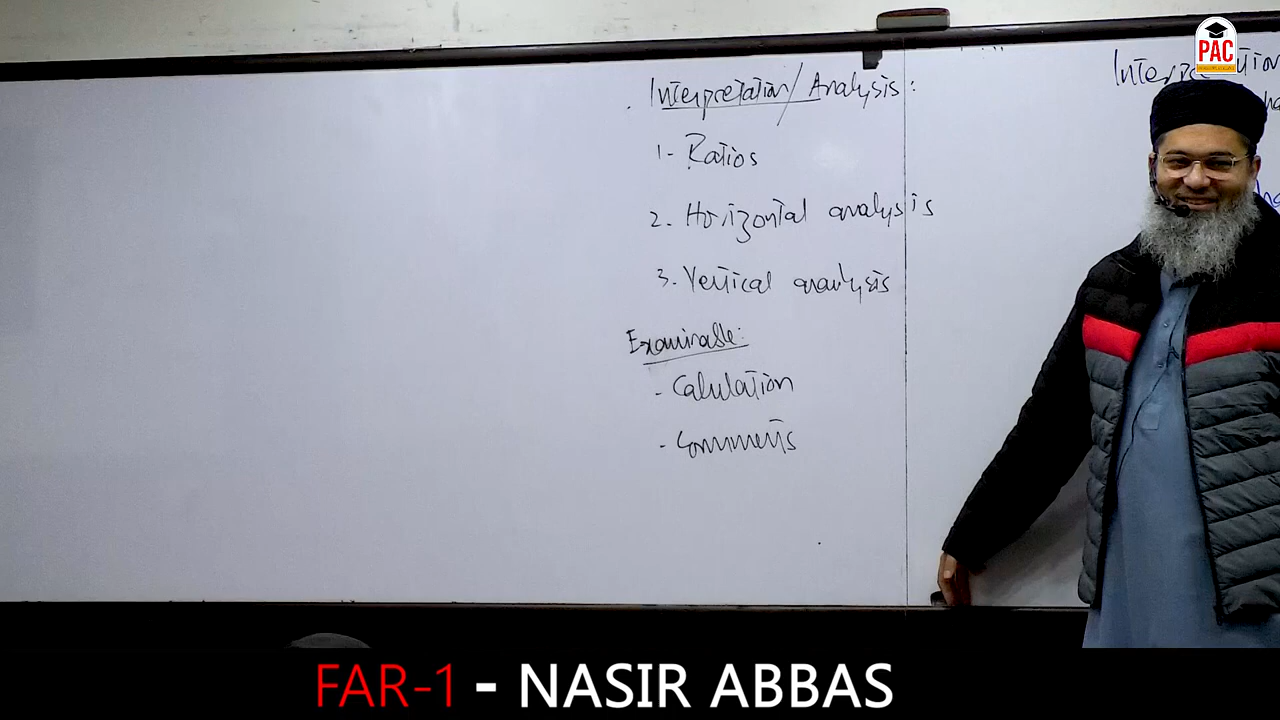 PAC
Interpretation/Analysis:
1- Ratios
2. Horizontal analysis
3. Vertical analysis
Examinable:
- Calculation
- Comments
FAR-1 - NASIR ABBAS